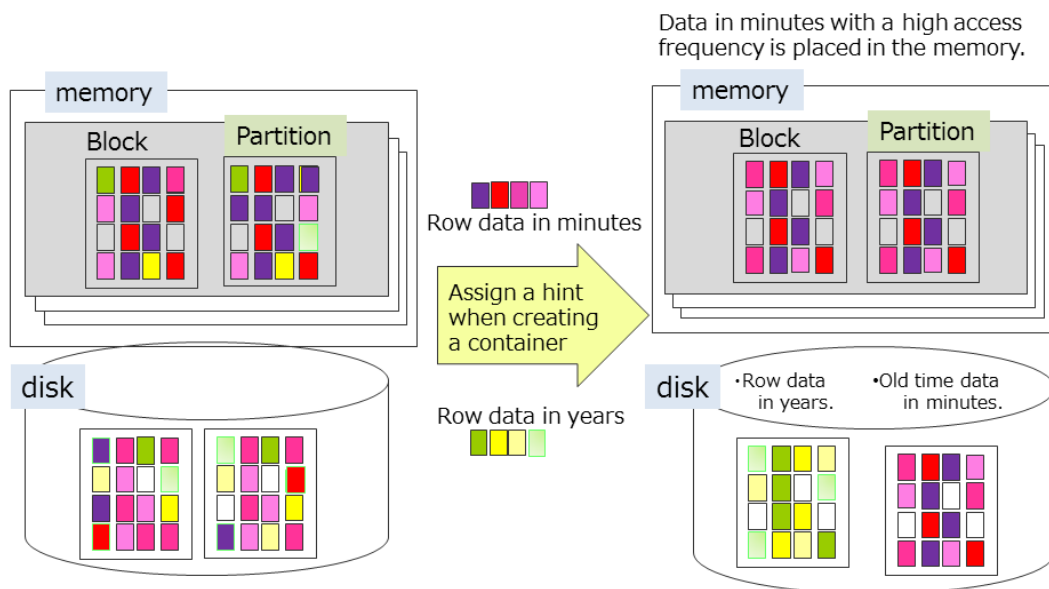 Data in minutes with a high access
frequency is placed in the memory.
memory
Block
Partition
memory
Block
Partition
Row data in minutes
Assign a hint
when creating
a container
Row data in years
disk
disk
・Row data
in years.
•Old time data
in minutes.